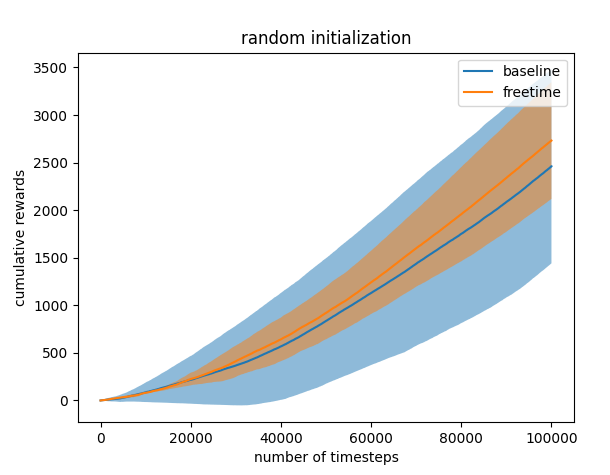 random initialization
baseline
freetime
3500
3000
2500
2000
1500
1000
500
0
cumulative rewards
0 20000 40000 60000 80000 100000
number of timesteps